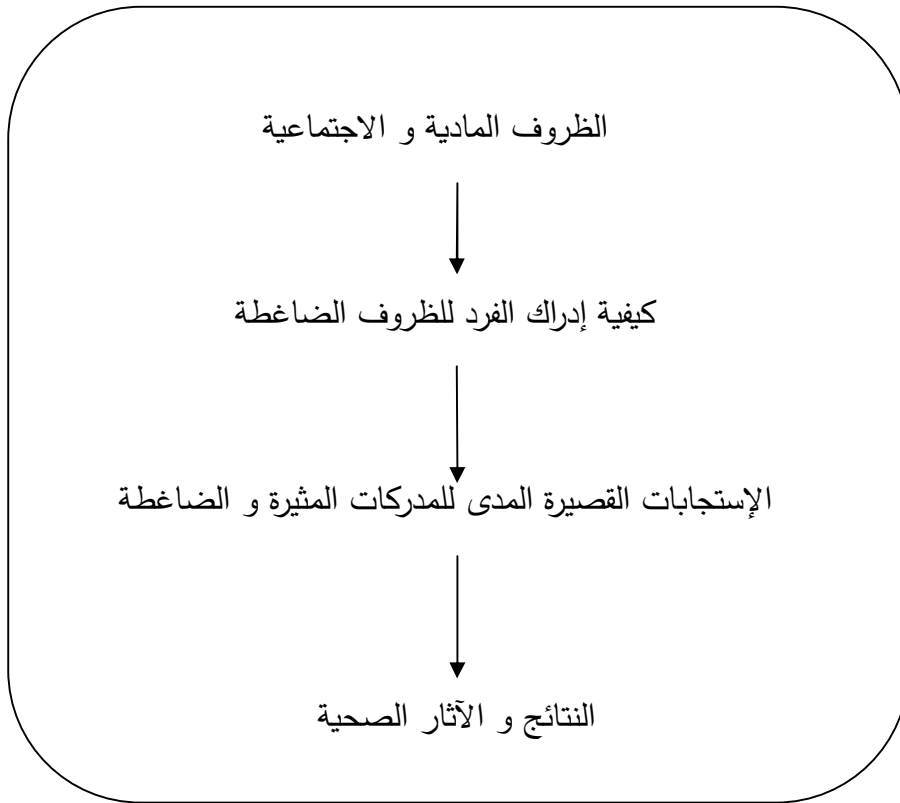 الظروف المادية و الاجتماعية
كيفية إدراك الفرد للظروف الضاغطة
الإستجابات القصيرة المدى للمدركات المثيرة و الضاغطة
النتائج و الآثار الصحية